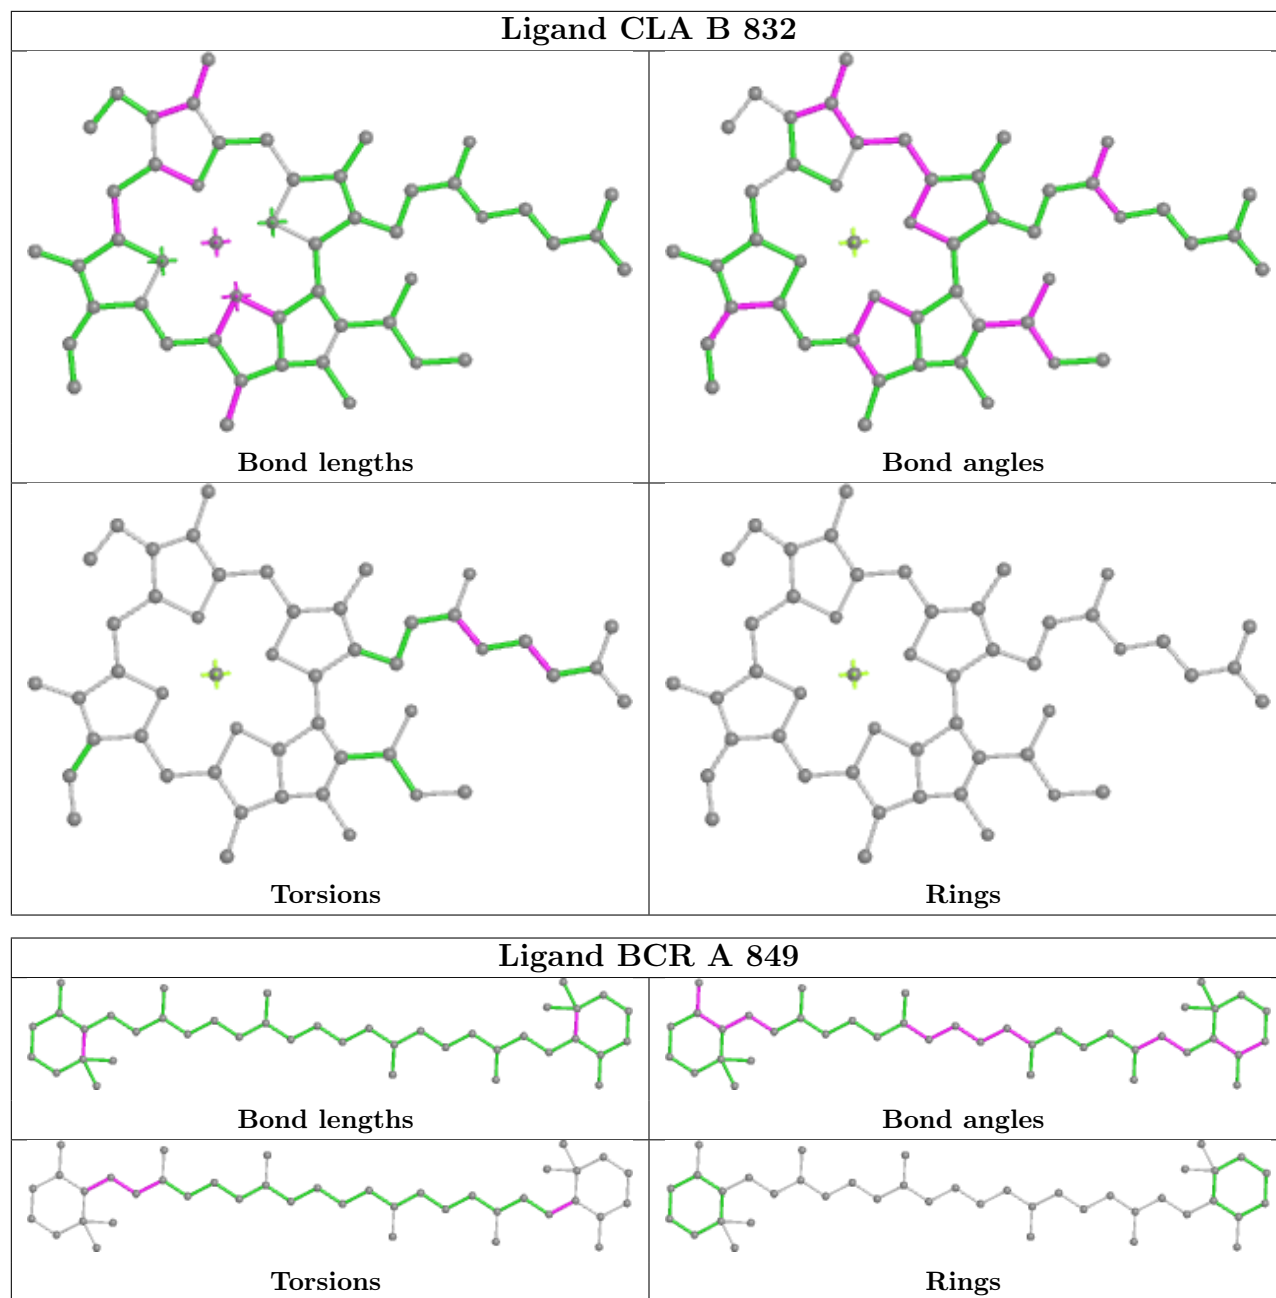 Ligand CLA B 832
Bond lengths
Bond angles
Torsions
Rings
Ligand BCR A 849
Bond lengths
Bond angles
Torsions
Rings